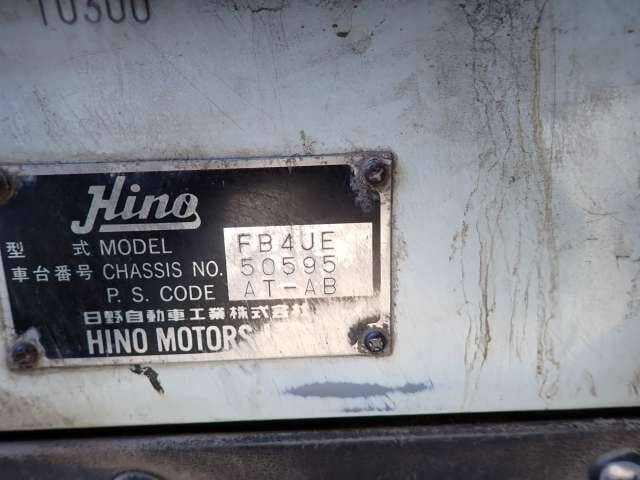 10300
Hino
型 式 MODEL FB4UE
車台番号 CHASSIS NO. 50595
P. S. CODE AT-AB
日野自動車工業株式会社
HINO MOTORS